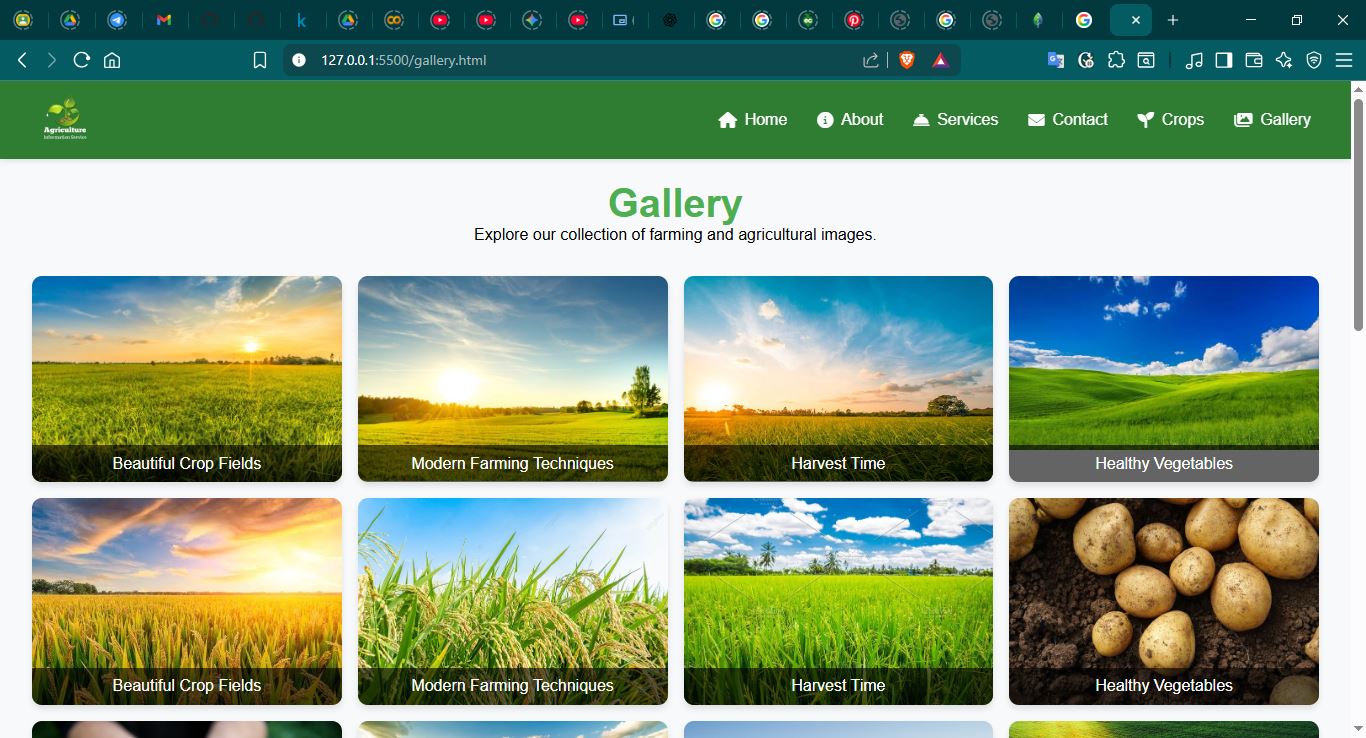 127.0.0.1:5500/gallery.html
Agriculture
Information Service
Home About Services Contact Crops Gallery
Gallery
Explore our collection of farming and agricultural images.
Beautiful Crop Fields Modern Farming Techniques Harvest Time Healthy Vegetables
Beautiful Crop Fields Modern Farming Techniques Harvest Time Healthy Vegetables